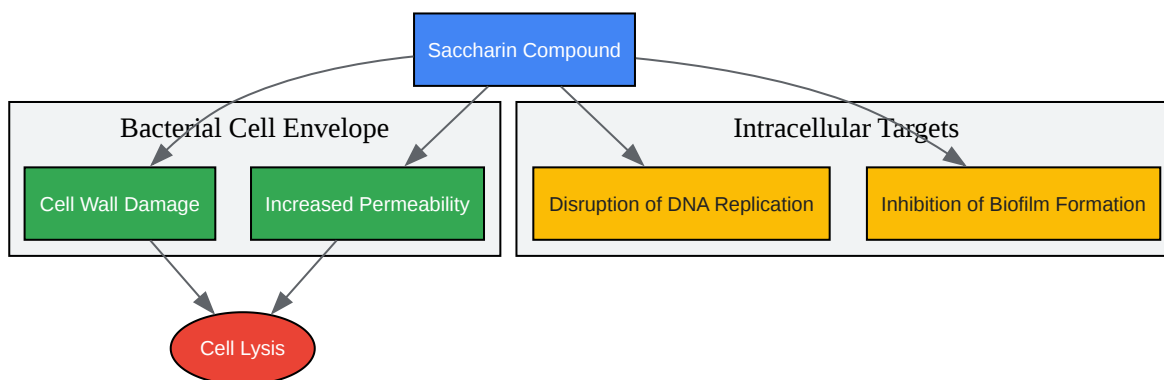 Saccharin Compound
Bacterial Cell Envelope
Intracellular Targets
Cell Wall Damage
Increased Permeability
Disruption of DNA Replication
Inhibition of Biofilm Formation
Cell Lysis